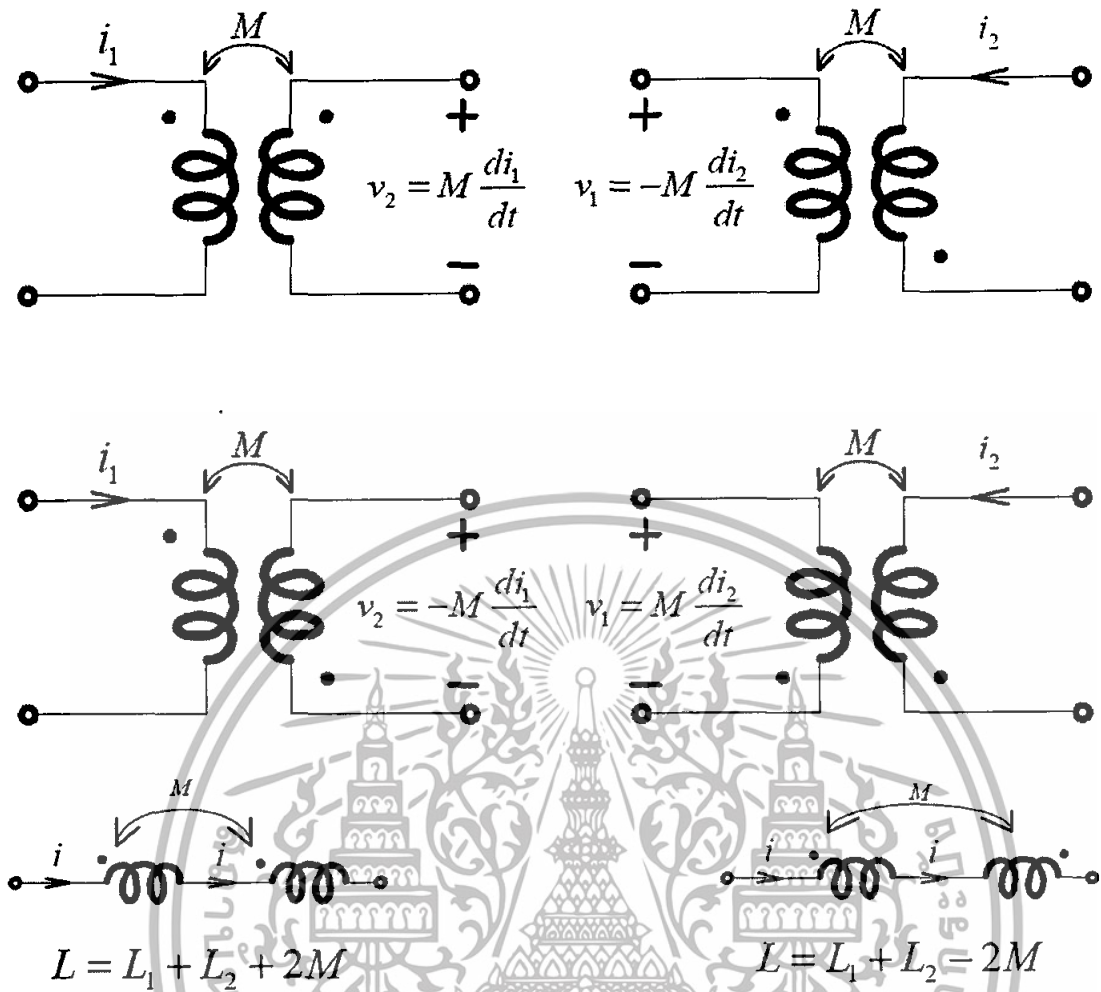 i₁ M
M i₂
+ +
v₂ = M di₁/dt v₁ = -M di₂/dt
− −
i₁ M
M i₂
+ +
v₂ = -M di₁/dt v₁ = M di₂/dt
− −
M
M
i i
i i
L = L₁ + L₂ + 2M
L = L₁ + L₂ − 2M